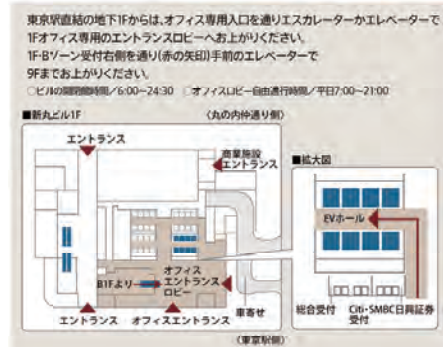 東京駅直結の地下1Fからは、オフィス専用入口を通りエスカレーターかエレベーターで
1Fオフィス専用のエントランスロビーへお上がりください。
1F・Bゾーン受付右側を通り(赤の矢印)手前のエレベーターで
9Fまでお上がりください。
○ビルの開閉館時間/6:00~24:30 ○オフィスロビー自由通行時間/平日7:00~21:00
■新丸ビル1F
〈丸の内仲通り側〉
エントランス
商業施設
エントランス
■拡大図
EVホール
オフィス
エントランス
ロビー
B1Fより
総合受付
Citi・SMBC日興証券
受付
車寄せ
エントランス
オフィスエントランス
〈東京駅側〉